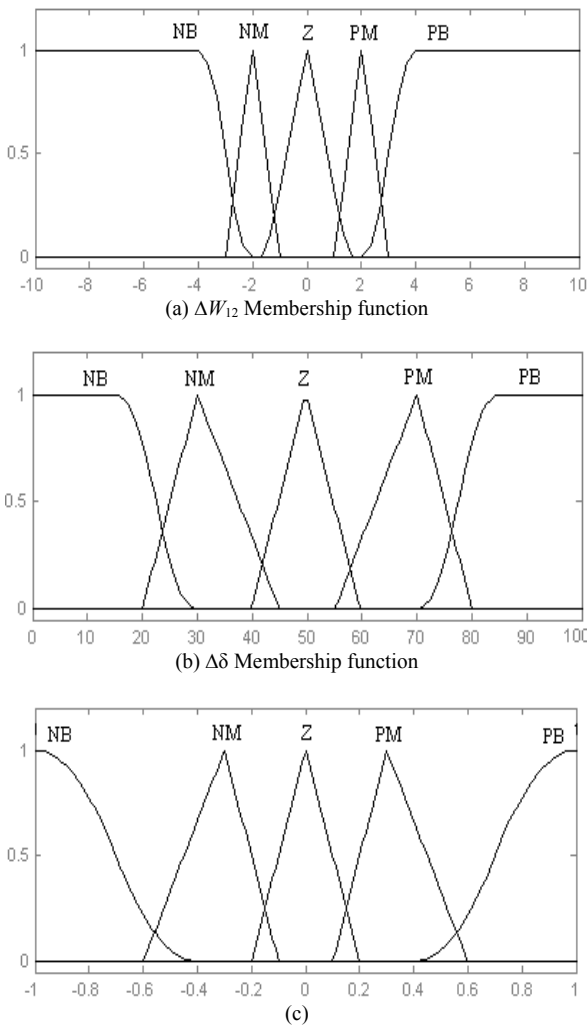 NB NM Z PM PB
1
0.5
0
-10 -8 -6 -4 -2 0 2 4 6 8 10
(a) ΔW12 Membership function
NB NM Z PM PB
1
0.5
0
0 10 20 30 40 50 60 70 80 90 100
(b) Δδ Membership function
NB NM Z PM PB
1
0.5
0
-1 -0.8 -0.6 -0.4 -0.2 0 0.2 0.4 0.6 0.8 1
(c)